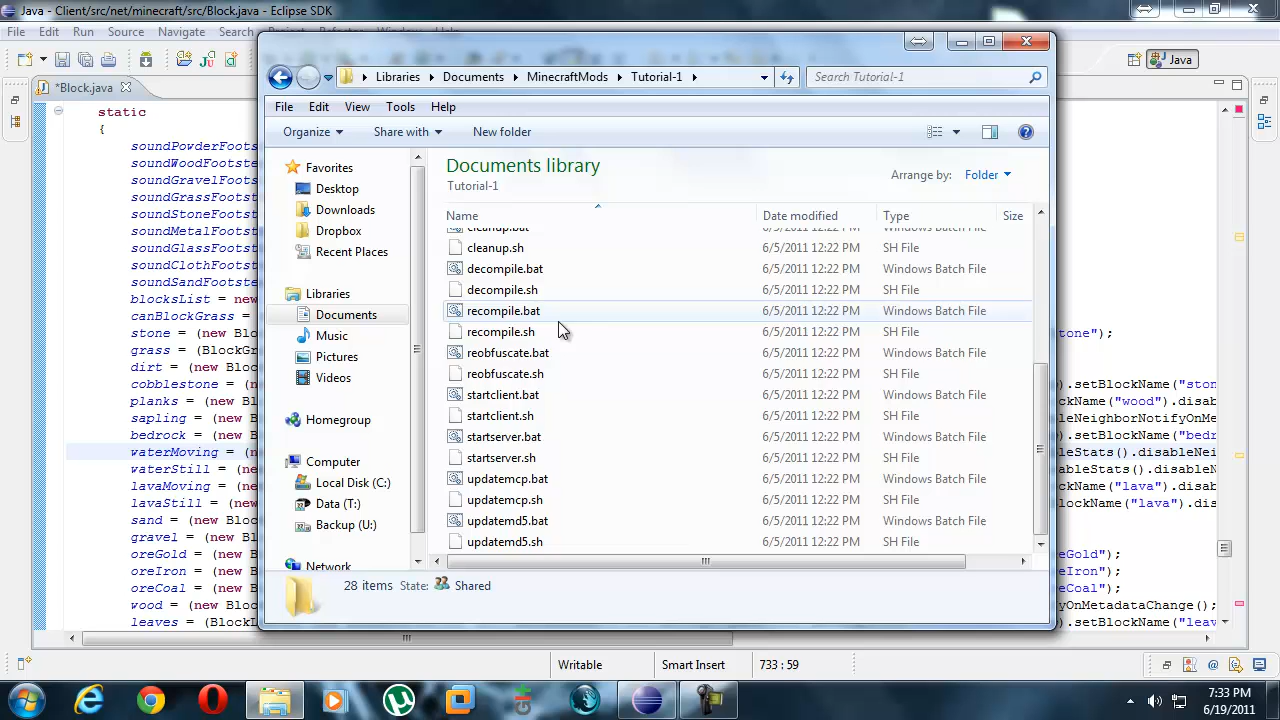 Java - Client/src/net/minecraft/src/Block.java - Eclipse SDK
File Edit Run Source Navigate Search
Java
*Block.java
Libraries Documents MinecraftMods Tutorial-1
Search Tutorial-1
File Edit View Tools Help
Organize Share with New folder
Documents library
Tutorial-1
Arrange by: Folder
Name Date modified Type Size
Favorites
Desktop
Downloads
Dropbox
Recent Places
Libraries
Documents
Music
Pictures
Videos
Homegroup
Computer
Local Disk (C:)
Data (T:)
Backup (U:)
Network
cleanup.bat 6/5/2011 12:22 PM Windows Batch File
cleanup.sh 6/5/2011 12:22 PM SH File
decompile.bat 6/5/2011 12:22 PM Windows Batch File
decompile.sh 6/5/2011 12:22 PM SH File
recompile.bat 6/5/2011 12:22 PM Windows Batch File
recompile.sh 6/5/2011 12:22 PM SH File
reobfuscate.bat 6/5/2011 12:22 PM Windows Batch File
reobfuscate.sh 6/5/2011 12:22 PM SH File
startclient.bat 6/5/2011 12:22 PM Windows Batch File
startclient.sh 6/5/2011 12:22 PM SH File
startserver.bat 6/5/2011 12:22 PM Windows Batch File
startserver.sh 6/5/2011 12:22 PM SH File
updatemcp.bat 6/5/2011 12:22 PM Windows Batch File
updatemcp.sh 6/5/2011 12:22 PM SH File
updatemd5.bat 6/5/2011 12:22 PM Windows Batch File
updatemd5.sh 6/5/2011 12:22 PM SH File
28 items State: Shared
static
{
soundPowderFoots
soundWoodFootste
soundGravelFoots
soundGrassFootst
soundStoneFootst
soundMetalFootst
soundGlassFootst
soundClothFootst
soundSandFootste
blocksList = new
canBlockGrass =
stone = (new Blo tone");
grass = (BlockGr
dirt = (new Bloc
cobblestone = (n ).setBlockName("ston
planks = (new Bl ockName("wood").disab
sapling = (new B leNeighborNotifyOnMe
bedrock = (new B ).setBlockName("bedr
waterMoving = (n leStats().disableNei
waterStill = (ne ableStats().disableN
lavaMoving = (ne ockName("lava").disa
lavaStill = (new lockName("lava").dis
sand = (new Bloc
gravel = (new Bl
oreGold = (new B eGold");
oreIron = (new B eIron");
oreCoal = (new B eCoal");
wood = (new Bloc yOnMetadataChange();
leaves = (BlockL ).setBlockName("leav
Writable Smart Insert 733 : 59
7:33 PM
6/19/2011